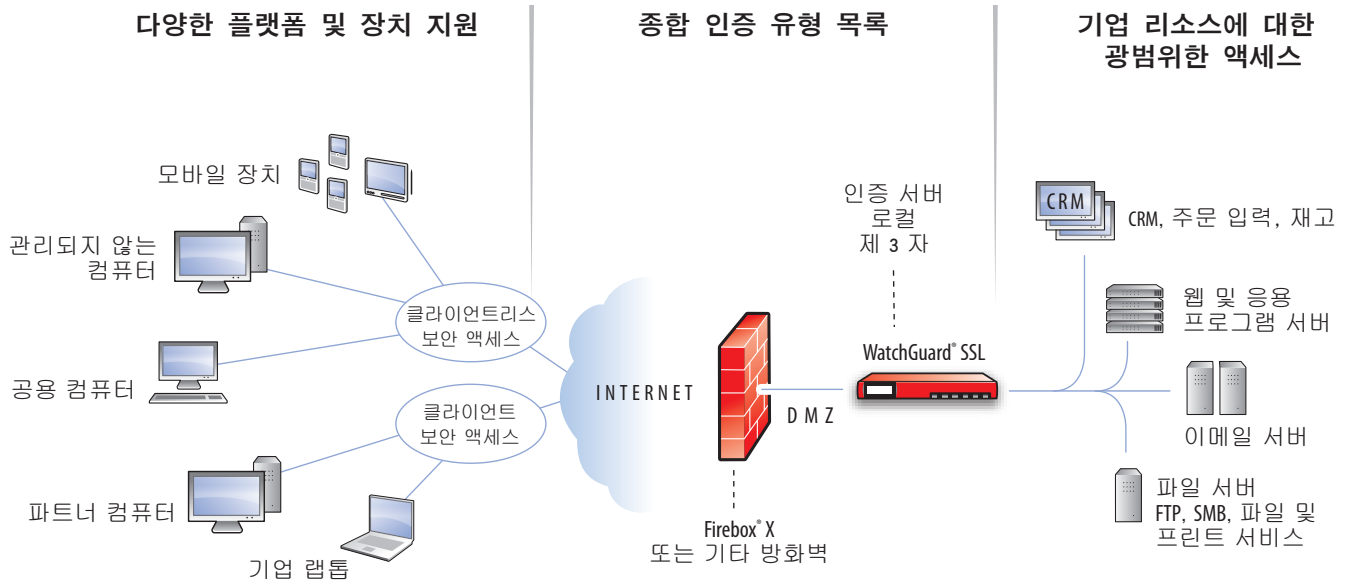 다양한 플랫폼 및 장치 지원
종합 인증 유형 목록
기업 리소스에 대한
광범위한 액세스
모바일 장치
관리되지 않는
컴퓨터
공용 컴퓨터
파트너 컴퓨터
기업 랩톱
클라이언트리스
보안 액세스
클라이언트
보안 액세스
INTERNET
Firebox® X
또는 기타 방화벽
DMZ
인증 서버
로컬
제 3 자
WatchGuard® SSL
CRM
CRM, 주문 입력, 재고
웹 및 응용
프로그램 서버
이메일 서버
파일 서버
FTP, SMB, 파일 및
프린트 서비스